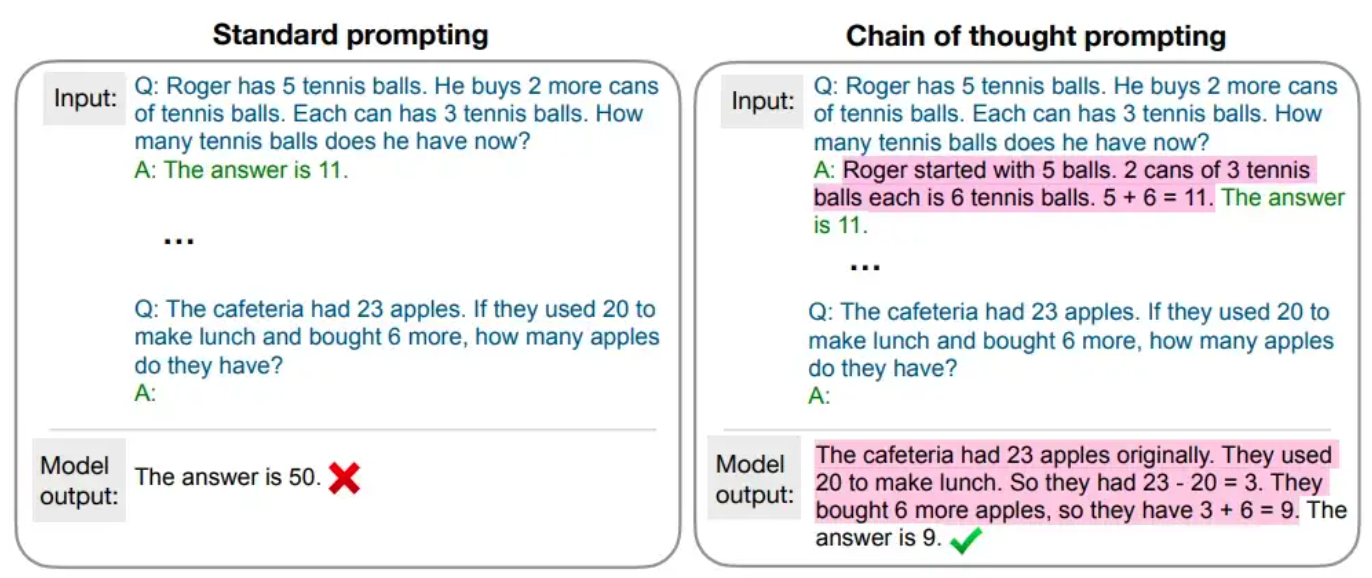 Standard prompting
Input:
Q: Roger has 5 tennis balls. He buys 2 more cans
of tennis balls. Each can has 3 tennis balls. How
many tennis balls does he have now?
A: The answer is 11.
...
Q: The cafeteria had 23 apples. If they used 20 to
make lunch and bought 6 more, how many apples
do they have?
A:
Model
output:
The answer is 50.
Chain of thought prompting
Input:
Q: Roger has 5 tennis balls. He buys 2 more cans
of tennis balls. Each can has 3 tennis balls. How
many tennis balls does he have now?
A: Roger started with 5 balls. 2 cans of 3 tennis
balls each is 6 tennis balls. 5 + 6 = 11. The answer
is 11.
...
Q: The cafeteria had 23 apples. If they used 20 to
make lunch and bought 6 more, how many apples
do they have?
A:
Model
output:
The cafeteria had 23 apples originally. They used
20 to make lunch. So they had 23 - 20 = 3. They
bought 6 more apples, so they have 3 + 6 = 9. The
answer is 9.